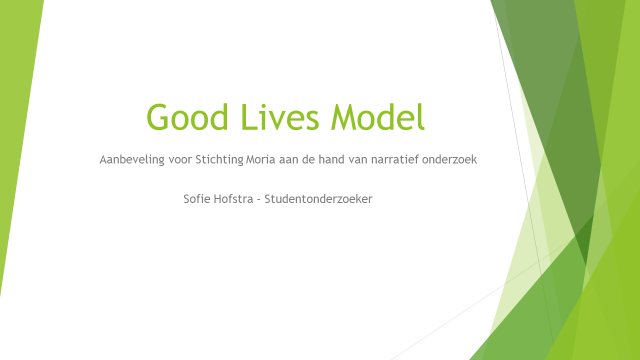 Good Lives Model
Aanbeveling voor Stichting Moria aan de hand van narratief onderzoek
Sofie Hofstra - Studentonderzoeker